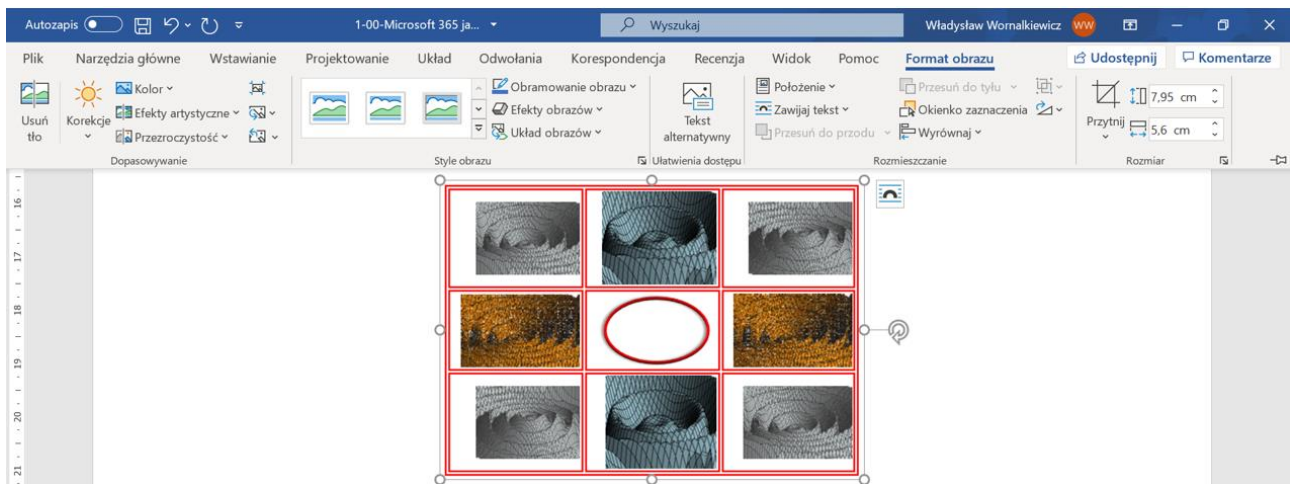 Autozapis 1-00-Microsoft 365 ja... Wyszukaj Władysław Wornalkiewicz WW
Plik Narzędzia główne Wstawianie Projektowanie Układ Odwołania Korespondencja Recenzja Widok Pomoc Format obrazu Udostępnij Komentarze
Usuń tło
Korekcje
Kolor
Efekty artystyczne
Przezroczystość
Dopasowywanie
Obramowanie obrazu
Efekty obrazów
Układ obrazów
Style obrazu
Tekst alternatywny
Ułatwienia dostępu
Położenie
Zawijaj tekst
Przesuń do przodu
Przesuń do tyłu
Okienko zaznaczenia
Wyrównaj
Rozmieszczanie
Przytnij
7,95 cm
5,6 cm
Rozmiar
16
17
18
19
20
21